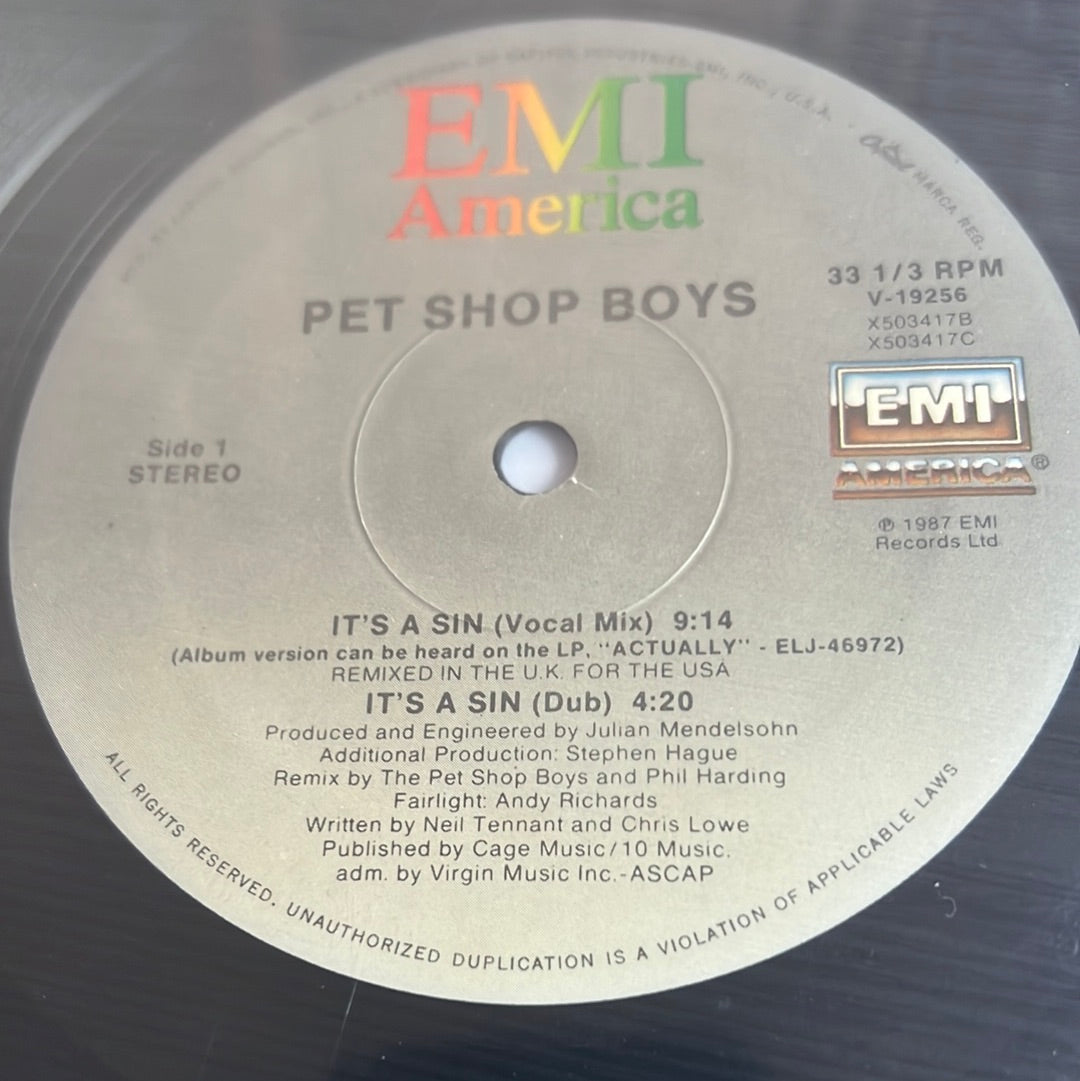 INDUSTRIES-EMI, INC., U.S.A.
MARCA REG.
EMI
America
33 1/3 RPM
V-19256
X503417B
X503417C
PET SHOP BOYS
EMI
AMERICA®
Side 1
STEREO
℗ 1987 EMI
Records Ltd
IT'S A SIN (Vocal Mix) 9:14
(Album version can be heard on the LP, "ACTUALLY" - ELJ-46972)
REMIXED IN THE U.K. FOR THE USA
IT'S A SIN (Dub) 4:20
Produced and Engineered by Julian Mendelsohn
Additional Production: Stephen Hague
Remix by The Pet Shop Boys and Phil Harding
Fairlight: Andy Richards
Written by Neil Tennant and Chris Lowe
Published by Cage Music/10 Music.
adm. by Virgin Music Inc.-ASCAP
ALL RIGHTS RESERVED. UNAUTHORIZED DUPLICATION IS A VIOLATION OF APPLICABLE LAWS